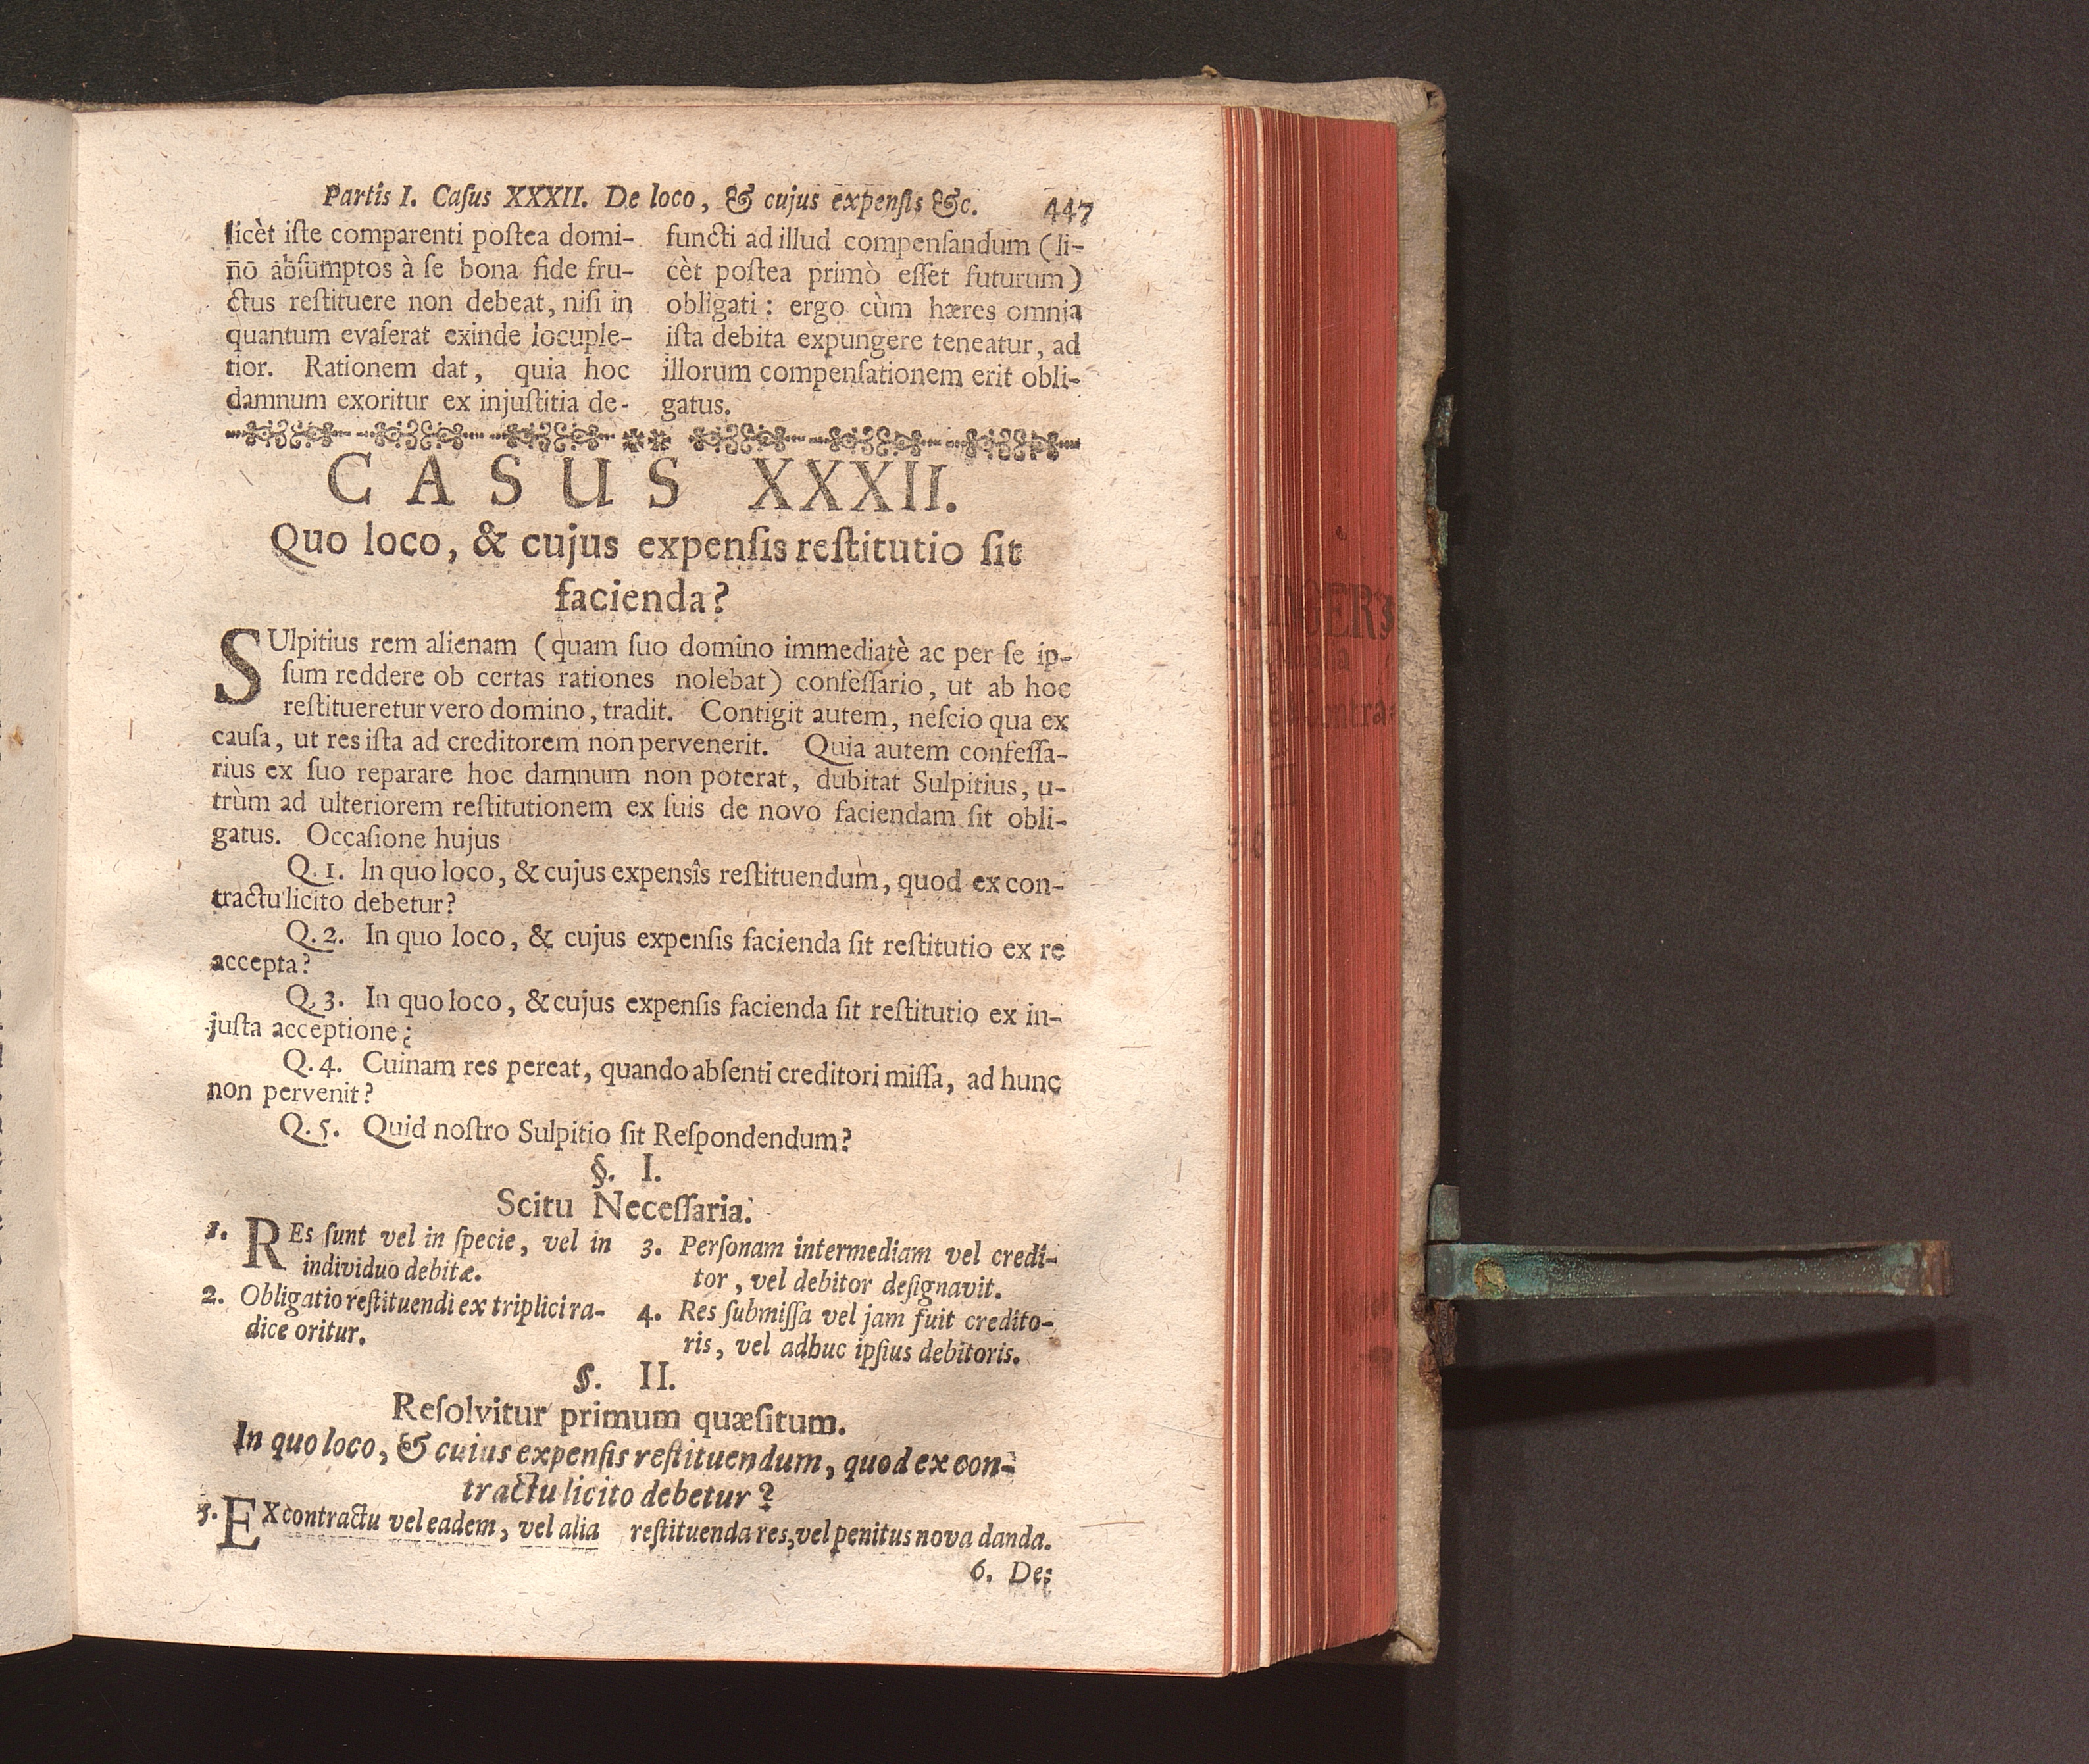 Partis I. Caſus XXXII. De loco, & cujus expenſis &c. 447
licèt iſte comparenti poſtea domi-
no abſumptos à ſe bona fide fru-
ctus reſtituere non debeat, niſi in
quantum evaſerat exinde locuple-
tior. Rationem dat, quia hoc
damnum exoritur ex injuſtitia de-
functi ad illud compenſandum (li-
cèt poſtea primò eſſet futurum)
obligati: ergo cùm hæres omnia
iſta debita expungere teneatur, ad
illorum compenſationem erit obli-
gatus.
CASUS XXXII.
Quo loco, & cujus expenſis reſtitutio ſit
facienda?
SUlpitius rem alienam (quam ſuo domino immediatè ac per ſe ip-
ſum reddere ob certas rationes nolebat) confeſſario, ut ab hoc
reſtitueretur vero domino, tradit. Contigit autem, neſcio qua ex
cauſa, ut res iſta ad creditorem non pervenerit. Quia autem confeſſa-
rius ex ſuo reparare hoc damnum non poterat, dubitat Sulpitius, u-
trùm ad ulteriorem reſtitutionem ex ſuis de novo faciendam ſit obli-
gatus. Occaſione hujus
Q. 1. In quo loco, & cujus expensîs reſtituendum, quod ex con-
tractu licito debetur?
Q. 2. In quo loco, & cujus expenſis facienda ſit reſtitutio ex re
accepta?
Q. 3. In quo loco, & cujus expenſis facienda ſit reſtitutio ex in-
juſta acceptione?
Q. 4. Cuinam res pereat, quando abſenti creditori miſſa, ad hunc
non pervenit?
Q. 5. Quid noſtro Sulpitio ſit Reſpondendum?
§. I.
Scitu Neceſſaria.
1. REs ſunt vel in ſpecie, vel in
individuo debitæ.
2. Obligatio reſtituendi ex triplici ra-
dice oritur.
3. Perſonam intermediam vel credi-
tor, vel debitor deſignavit.
4. Res ſubmiſſa vel jam fuit credito-
ris, vel adhuc ipſius debitoris.
§. II.
Reſolvitur primum quæſitum.
In quo loco, & cuius expenſis reſtituendum, quod ex con-
tractu licito debetur?
5. EX contractu vel eadem, vel alia
reſtituenda res, vel penitus nova danda.
6. De-